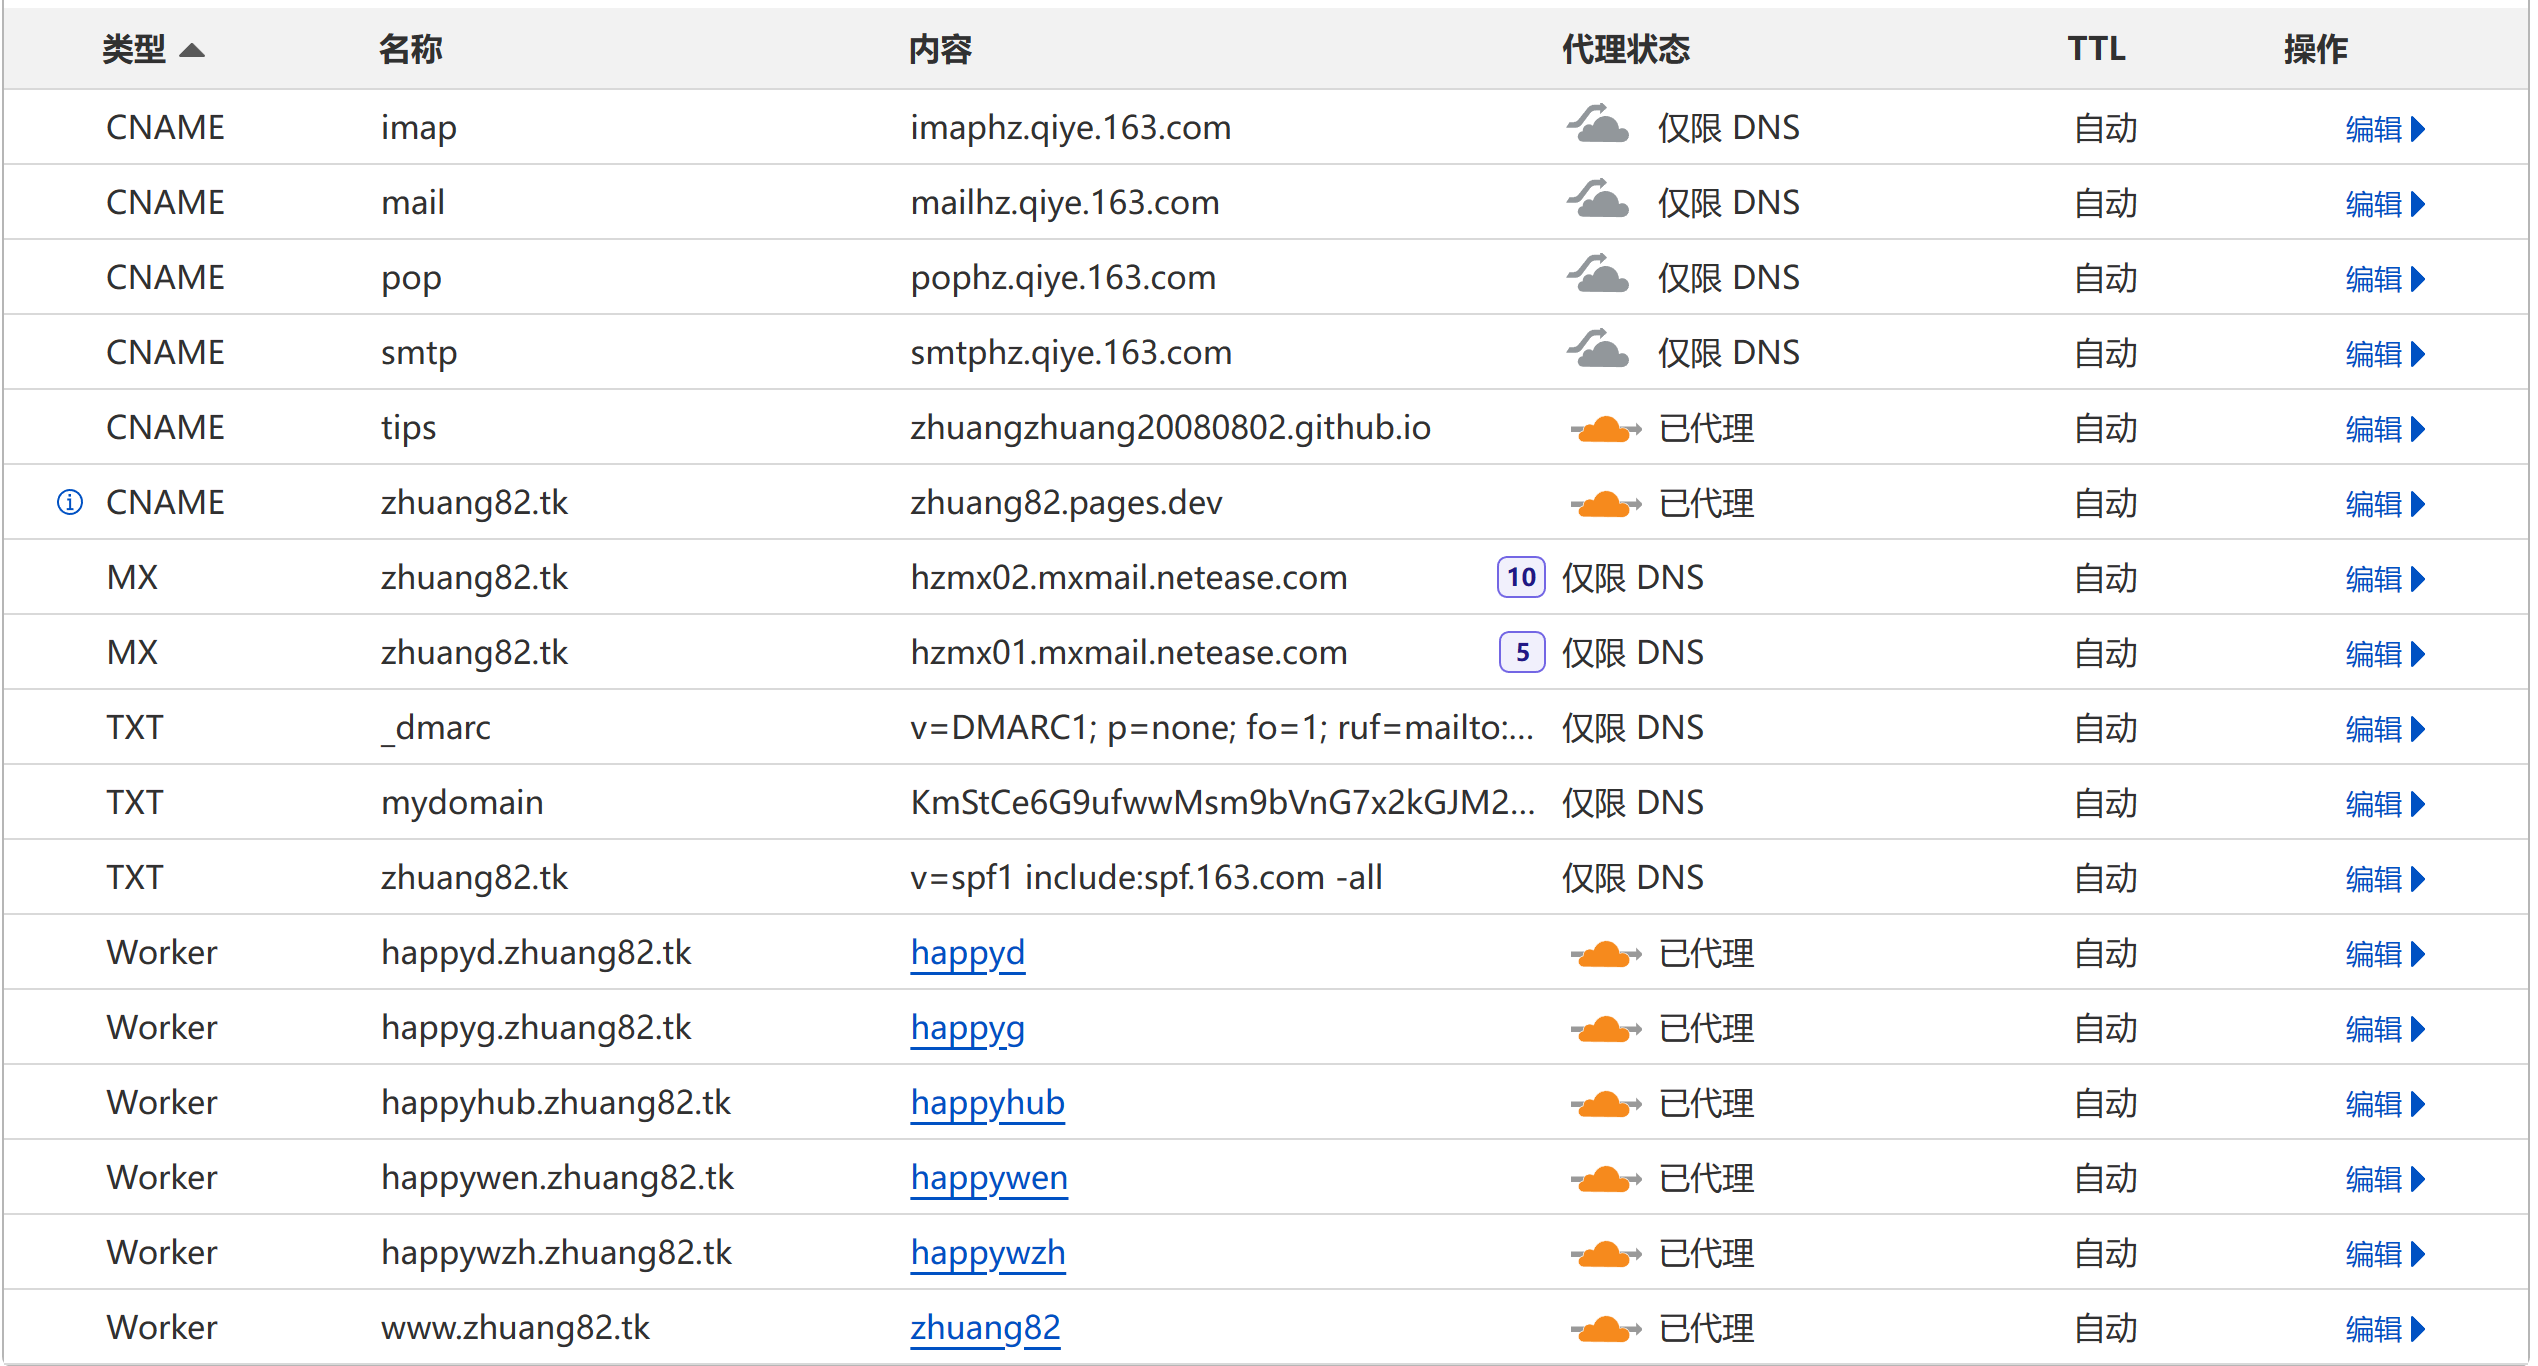 类型 名称 内容 代理状态 TTL 操作
CNAME imap imaphz.qiye.163.com 仅限 DNS 自动 编辑
CNAME mail mailhz.qiye.163.com 仅限 DNS 自动 编辑
CNAME pop pophz.qiye.163.com 仅限 DNS 自动 编辑
CNAME smtp smtphz.qiye.163.com 仅限 DNS 自动 编辑
CNAME tips zhuangzhuang20080802.github.io 已代理 自动 编辑
CNAME zhuang82.tk zhuang82.pages.dev 已代理 自动 编辑
MX zhuang82.tk hzmx02.mxmail.netease.com 10 仅限 DNS 自动 编辑
MX zhuang82.tk hzmx01.mxmail.netease.com 5 仅限 DNS 自动 编辑
TXT _dmarc v=DMARC1; p=none; fo=1; ruf=mailto:... 仅限 DNS 自动 编辑
TXT mydomain KmStCe6G9ufwwMsm9bVnG7x2kGJM2... 仅限 DNS 自动 编辑
TXT zhuang82.tk v=spf1 include:spf.163.com -all 仅限 DNS 自动 编辑
Worker happyd.zhuang82.tk happyd 已代理 自动 编辑
Worker happyg.zhuang82.tk happyg 已代理 自动 编辑
Worker happyhub.zhuang82.tk happyhub 已代理 自动 编辑
Worker happywen.zhuang82.tk happywen 已代理 自动 编辑
Worker happywzh.zhuang82.tk happywzh 已代理 自动 编辑
Worker www.zhuang82.tk zhuang82 已代理 自动 编辑